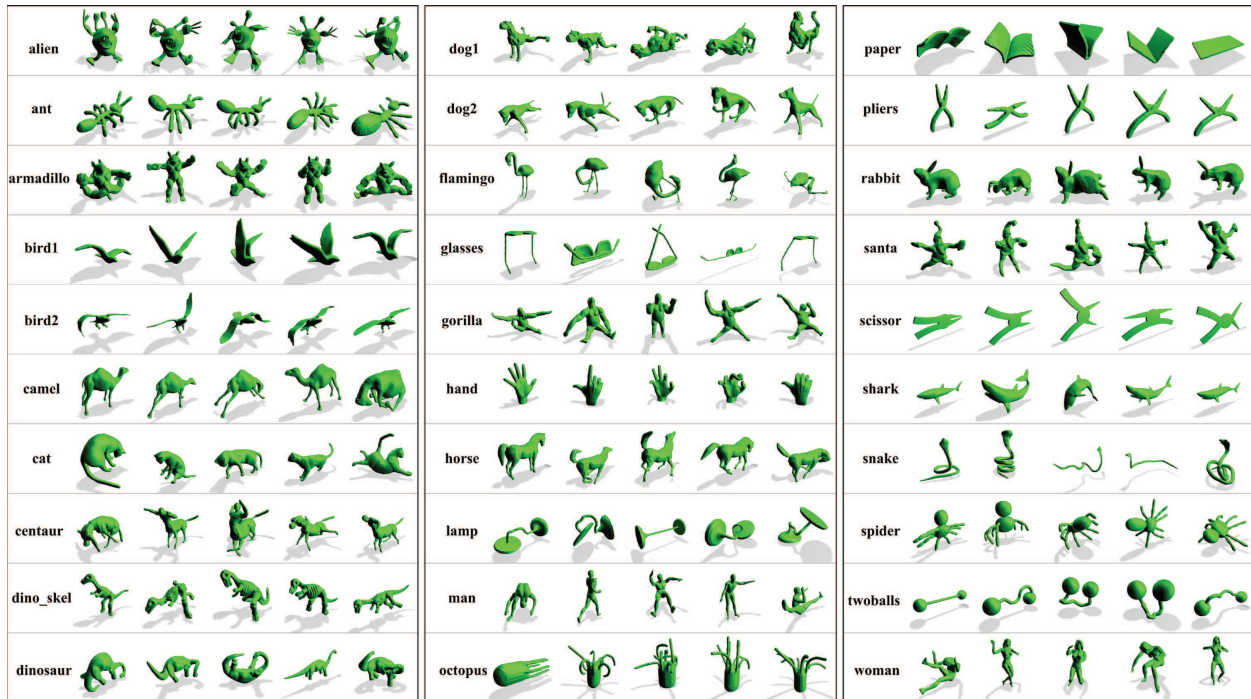 alien
ant
armadillo
bird1
bird2
camel
cat
centaur
dino_skel
dinosaur
dog1
dog2
flamingo
glasses
gorilla
hand
horse
lamp
man
octopus
paper
pliers
rabbit
santa
scissor
shark
snake
spider
twoballs
woman